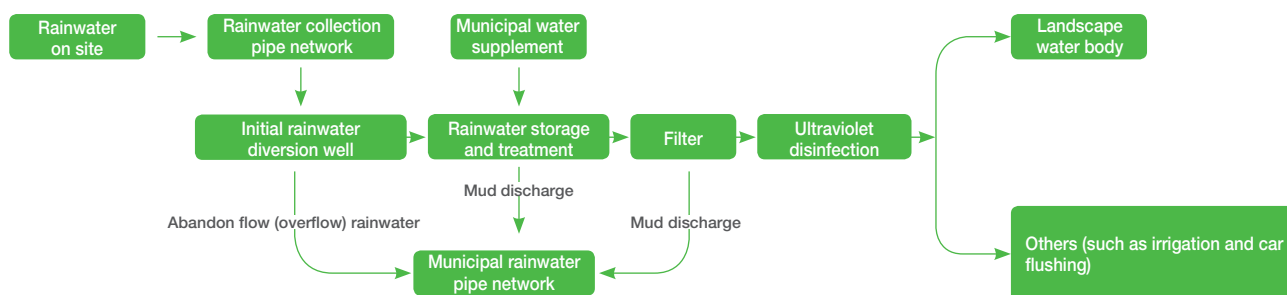 Rainwater
on site
Rainwater collection
pipe network
Municipal water
supplement
Landscape
water body
Initial rainwater
diversion well
Rainwater storage
and treatment
Filter
Ultraviolet
disinfection
Mud discharge
Abandon flow (overflow) rainwater
Mud discharge
Municipal rainwater
pipe network
Others (such as irrigation and car
flushing)